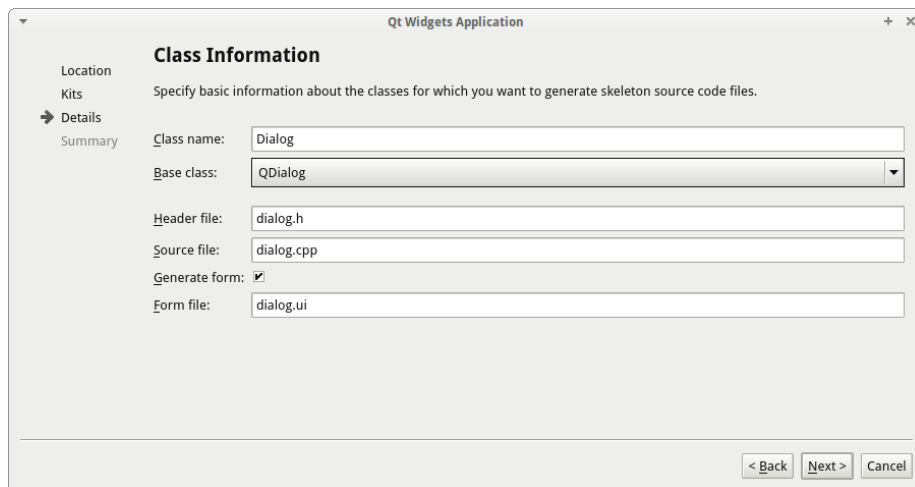 Qt Widgets Application
Location
Kits
Details
Summary
Class Information
Specify basic information about the classes for which you want to generate skeleton source code files.
Class name: Dialog
Base class: QDialog
Header file: dialog.h
Source file: dialog.cpp
Generate form:
Form file: dialog.ui
< Back Next > Cancel